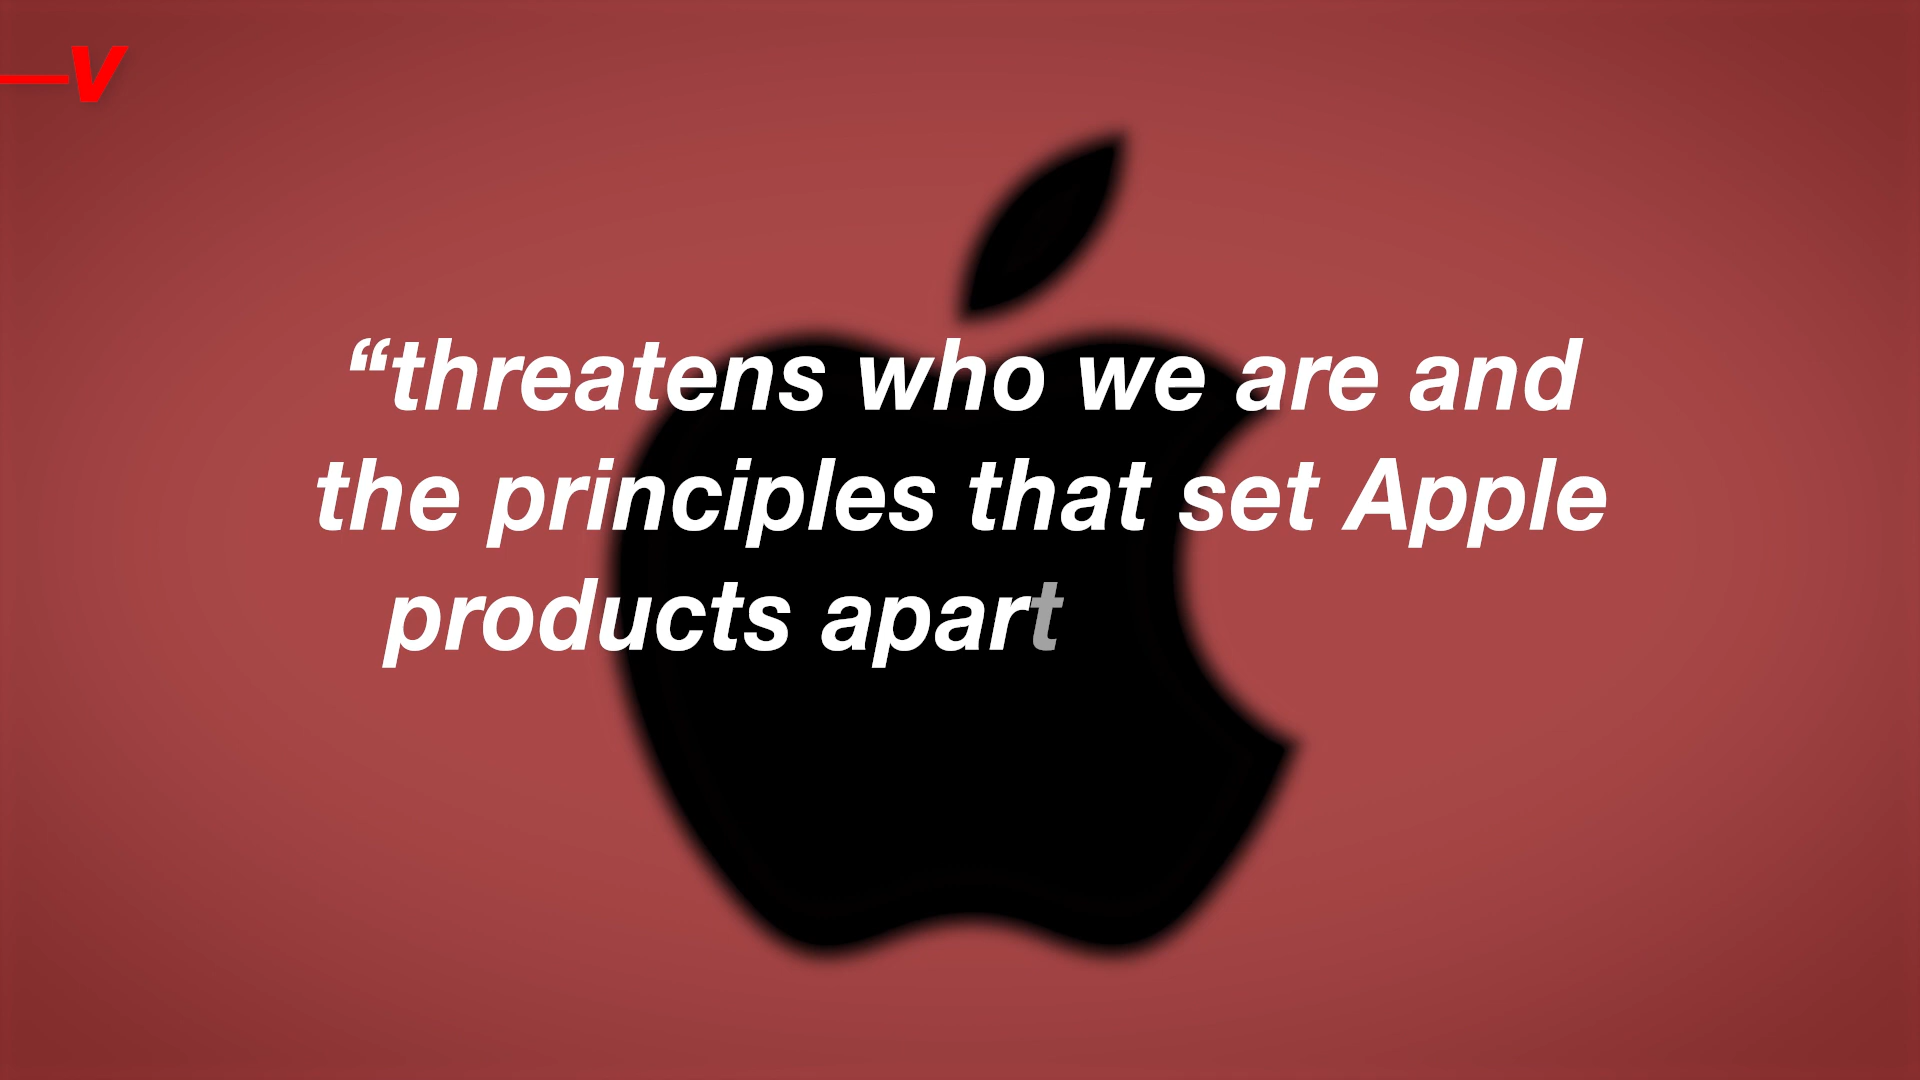 V
“threatens who we are and
the principles that set Apple
products apart